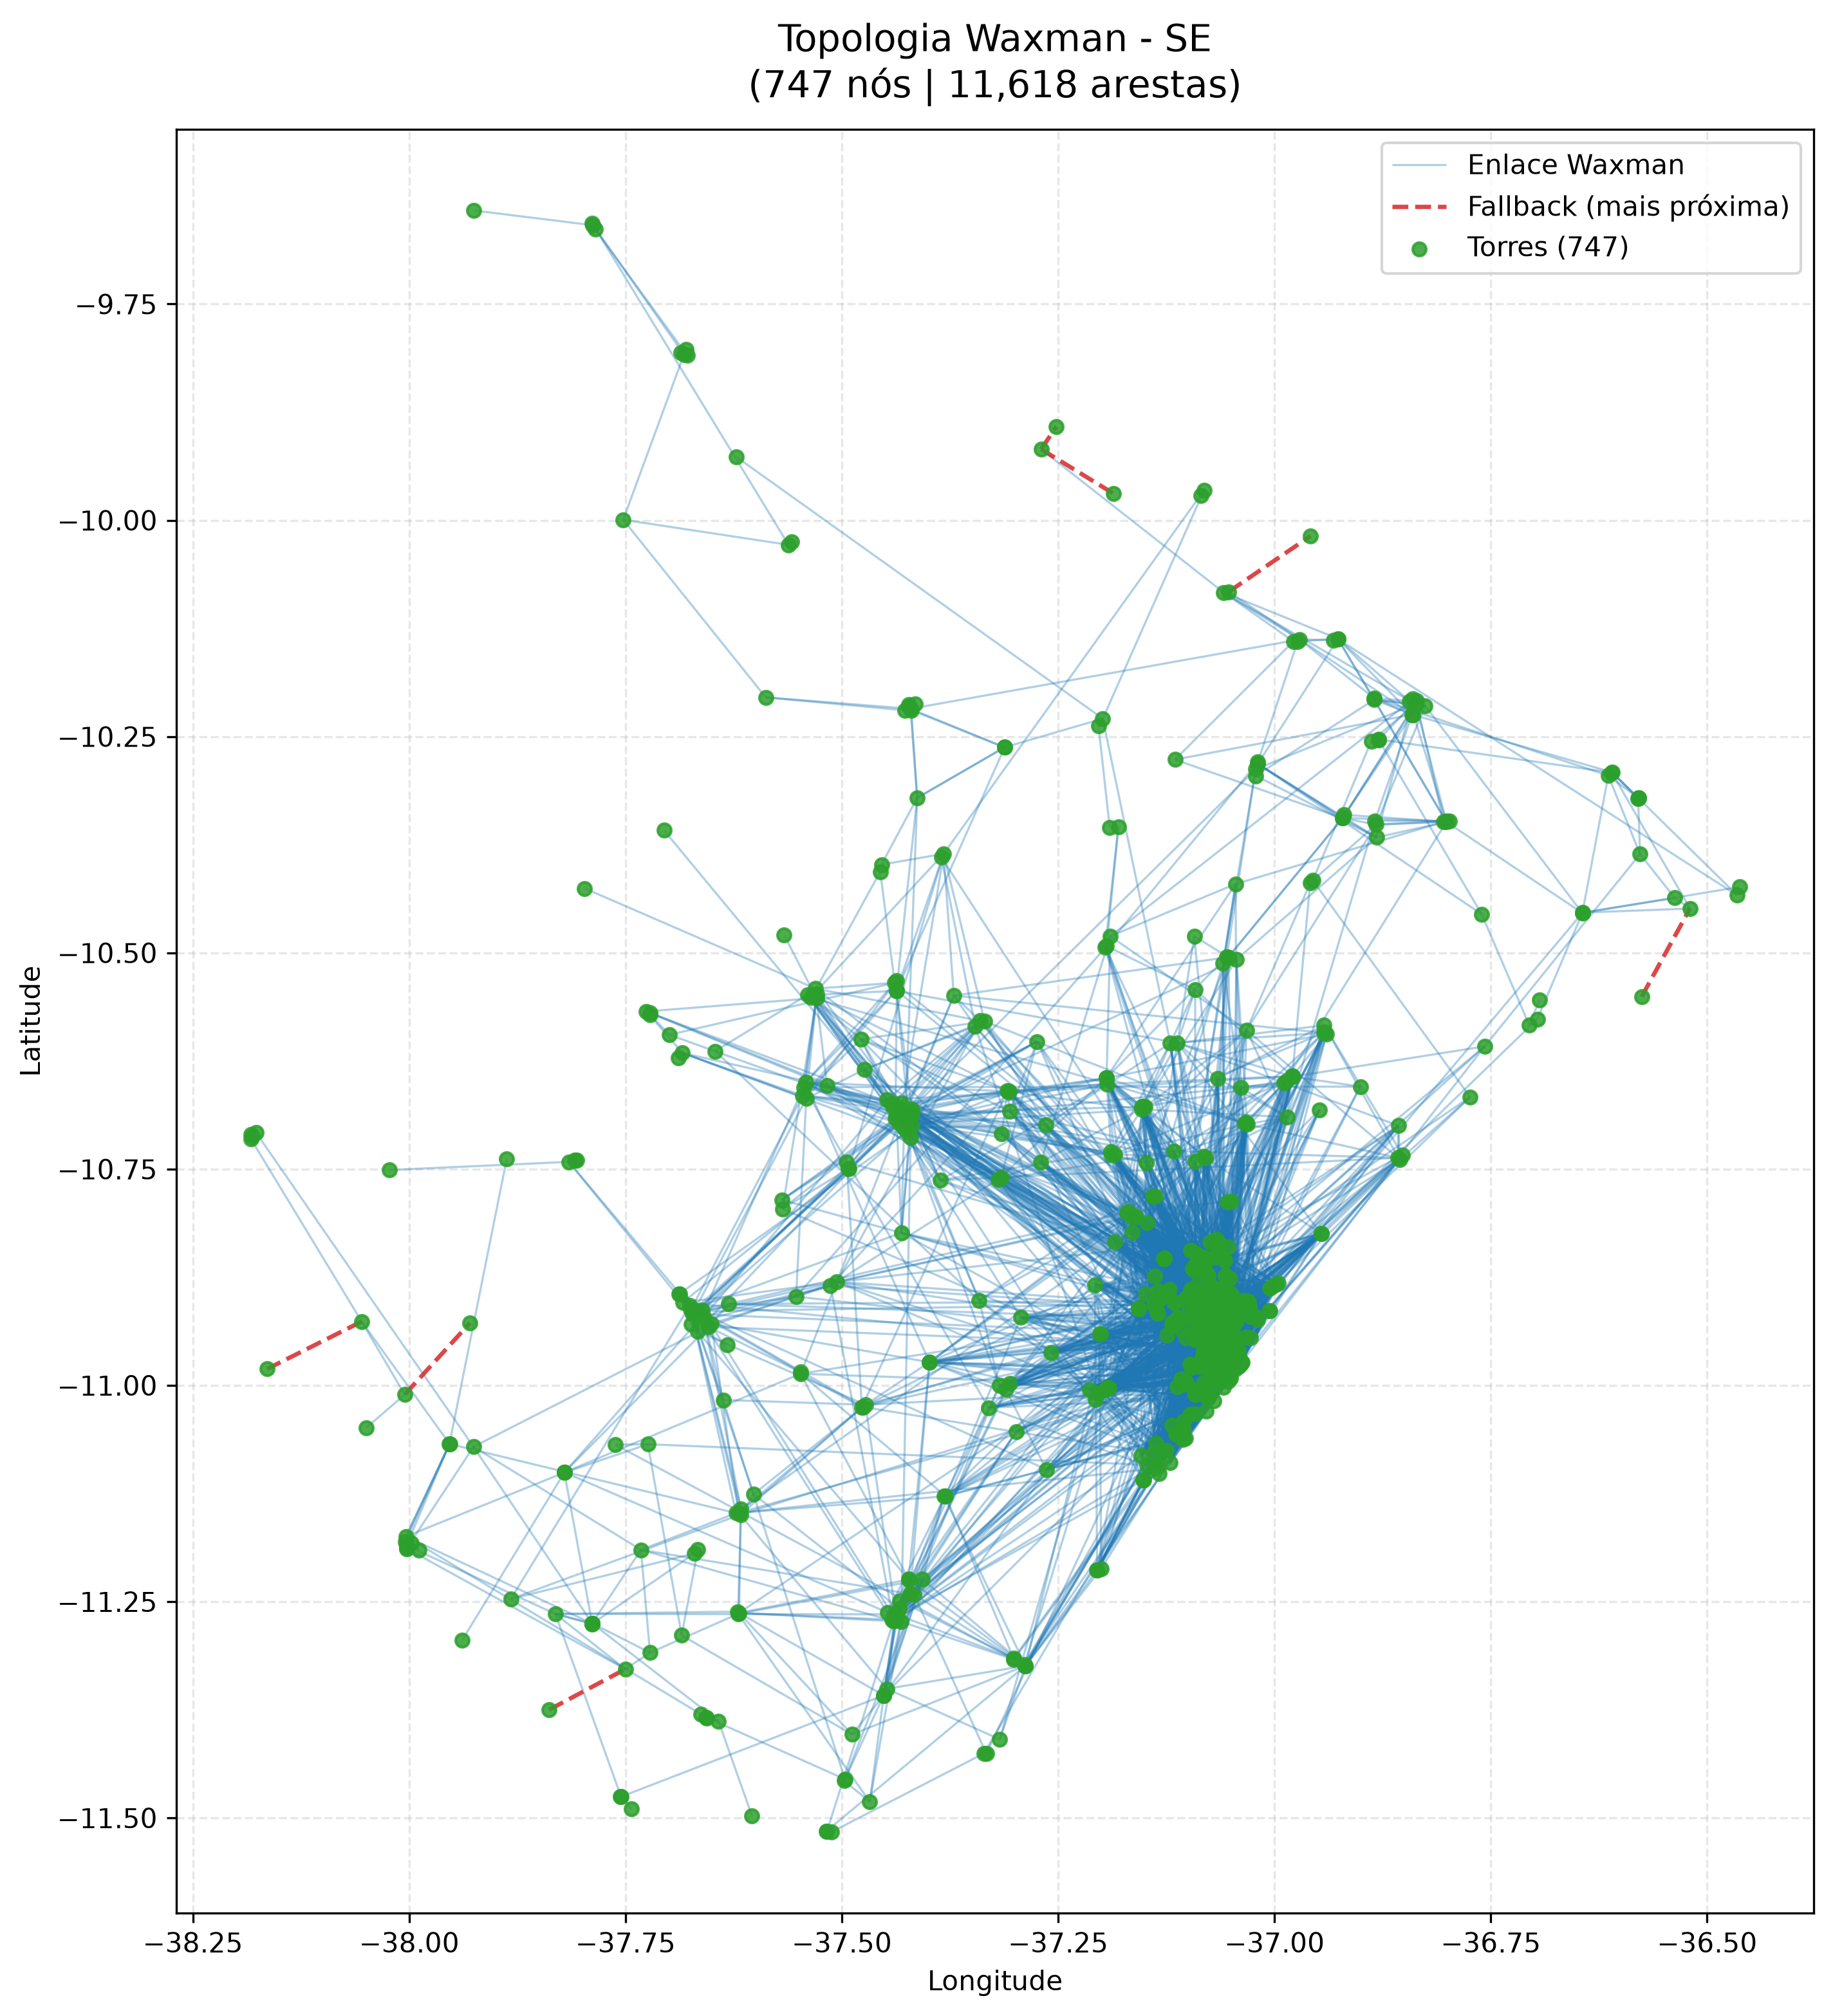 Topologia Waxman - SE
(747 nós | 11,618 arestas)
Enlace Waxman
Fallback (mais próxima)
Torres (747)
Latitude
−9.75
−10.00
−10.25
−10.50
−10.75
−11.00
−11.25
−11.50
−38.25 −38.00 −37.75 −37.50 −37.25 −37.00 −36.75 −36.50
Longitude